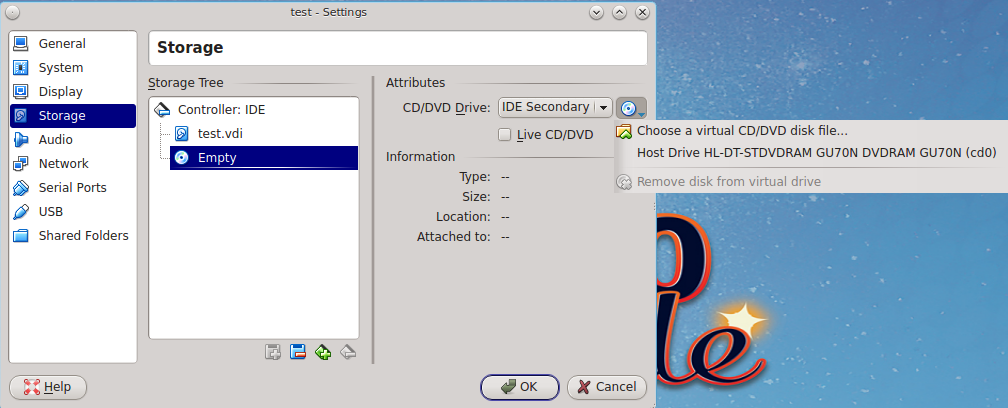 test - Settings
General
System
Display
Storage
Audio
Network
Serial Ports
USB
Shared Folders
Storage
Storage Tree
Controller: IDE
test.vdi
Empty
Attributes
CD/DVD Drive: IDE Secondary
Live CD/DVD
Information
Type: --
Size: --
Location: --
Attached to: --
Choose a virtual CD/DVD disk file...
Host Drive HL-DT-STDVDRAM GU70N DVDRAM GU70N (cd0)
Remove disk from virtual drive
Help
OK
Cancel